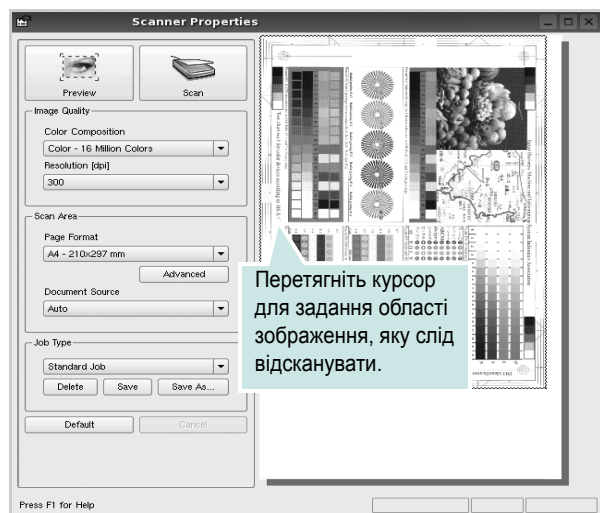 Scanner Properties
Preview
Scan
Image Quality
Color Composition
Color - 16 Million Colors
Resolution [dpi]
300
Scan Area
Page Format
A4 - 210x297 mm
Advanced
Document Source
Auto
Job Type
Standard Job
Delete
Save
Save As...
Default
Cancel
Перетягніть курсор
для задання області
зображення, яку слід
відсканувати.
Press F1 for Help